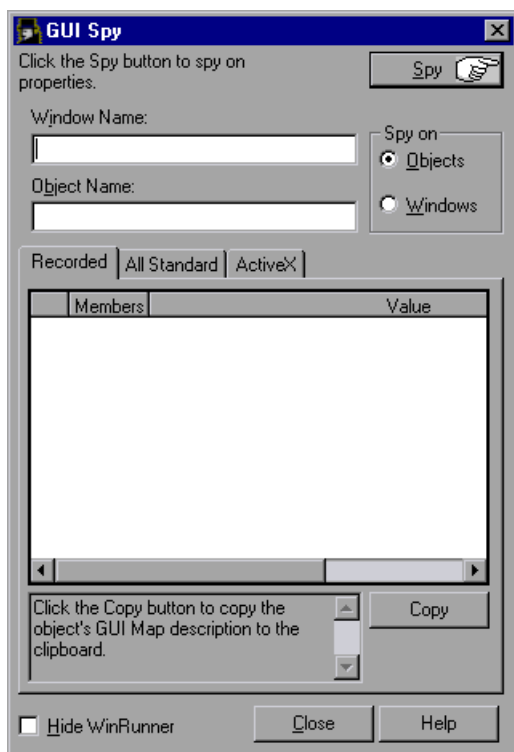 GUI Spy
Click the Spy button to spy on
properties.
Spy
Window Name:
Spy on
Objects
Object Name:
Windows
Recorded All Standard ActiveX
Members Value
Click the Copy button to copy the
object's GUI Map description to the
clipboard.
Copy
Hide WinRunner Close Help